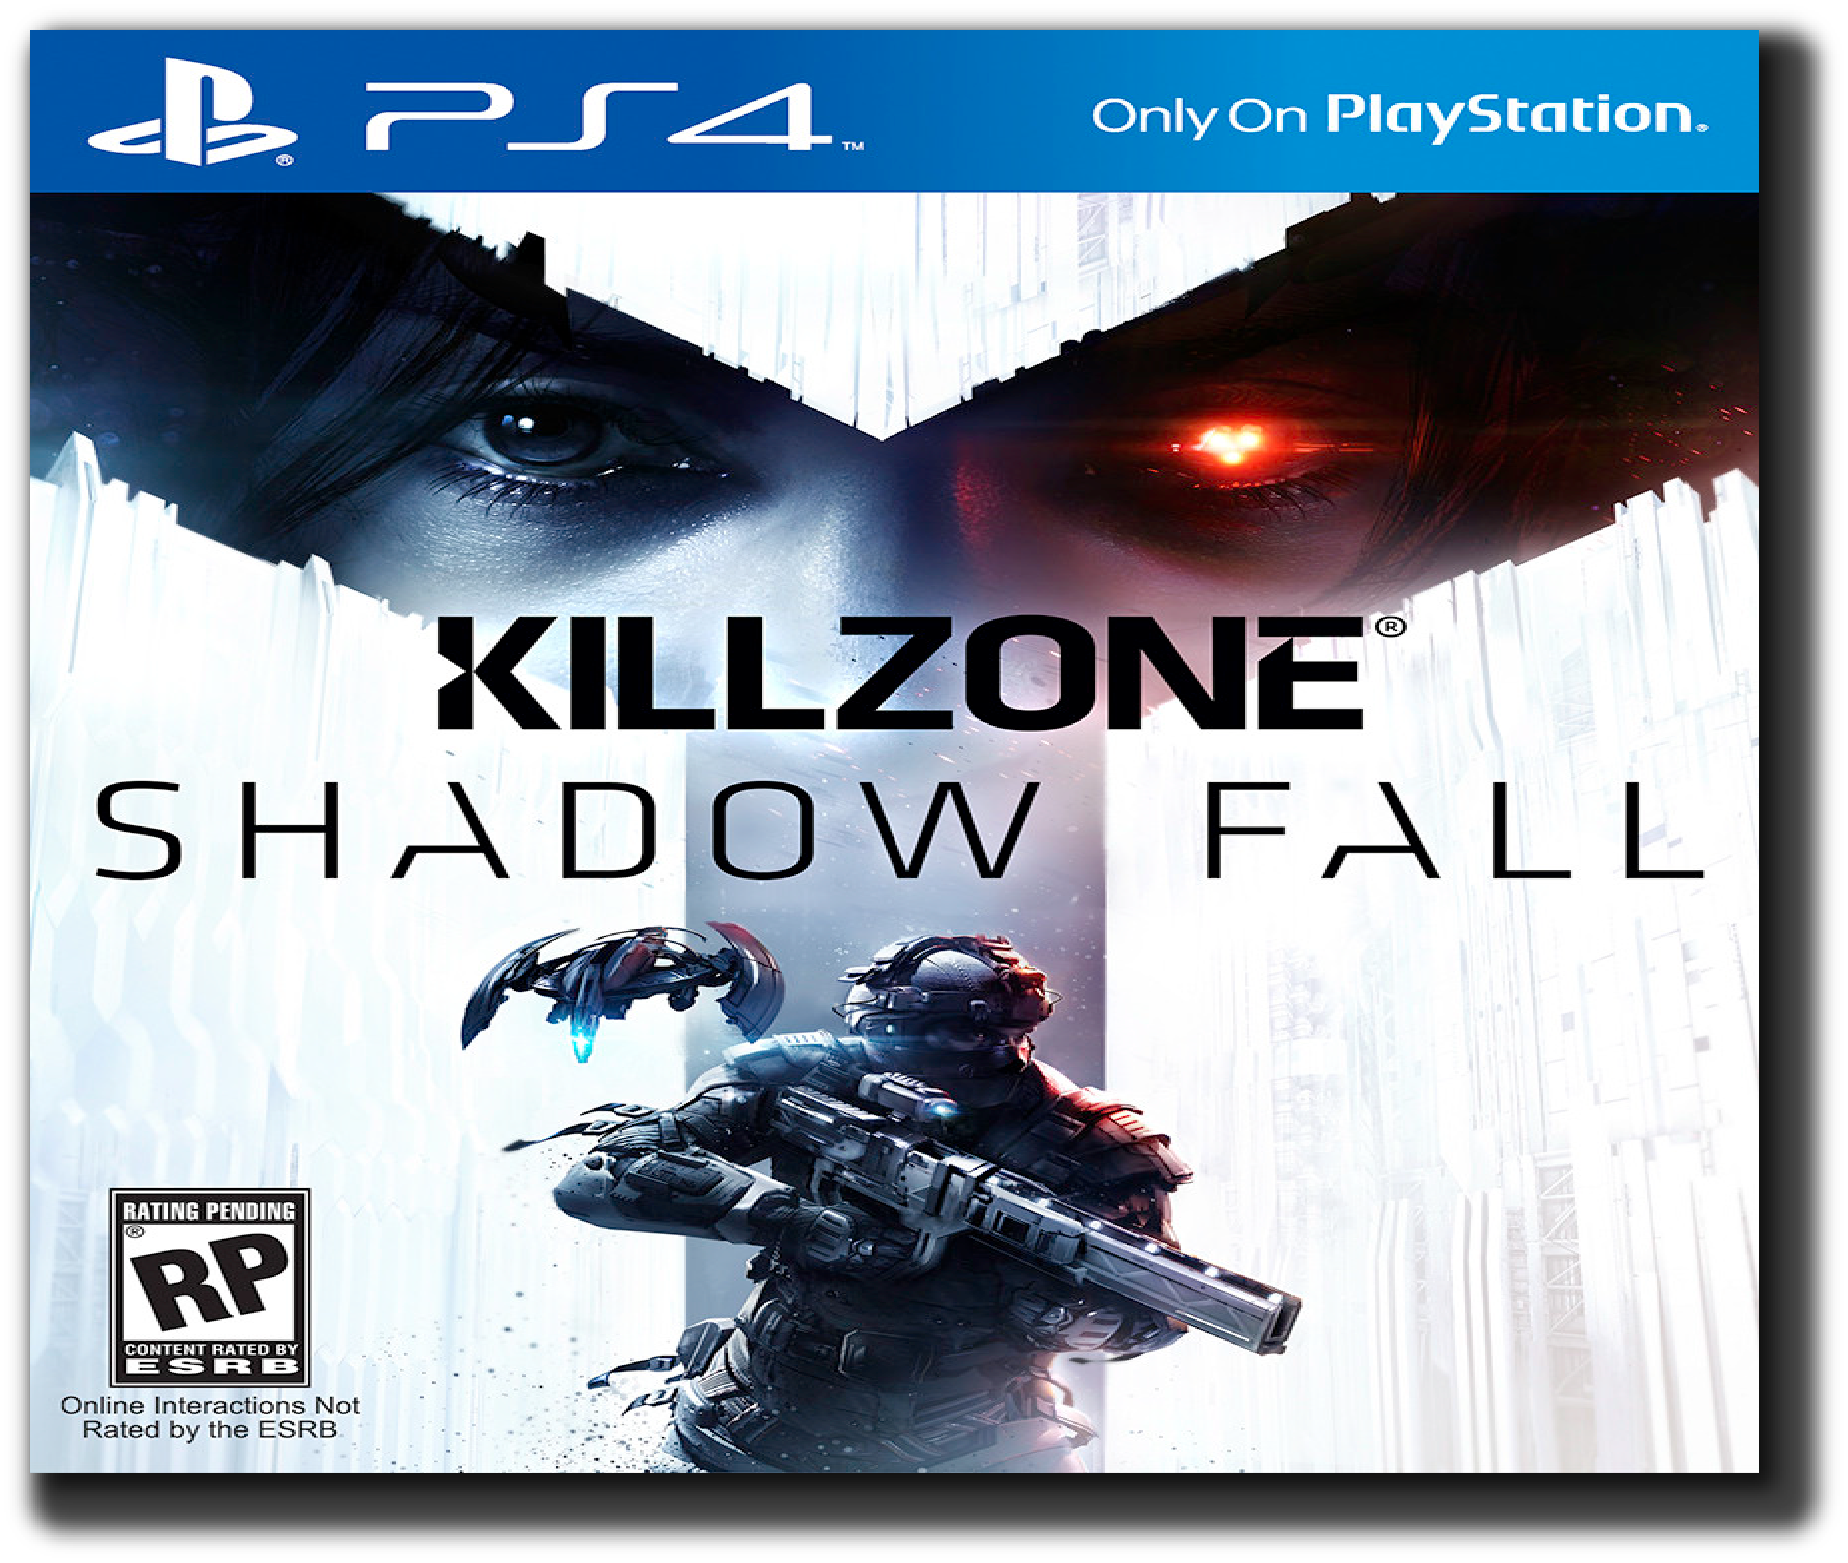 PS4™
Only On PlayStation®
KILLZONE®
SHADOW FALL
RATING PENDING
®
RP
CONTENT RATED BY
ESRB
Online Interactions Not
Rated by the ESRB